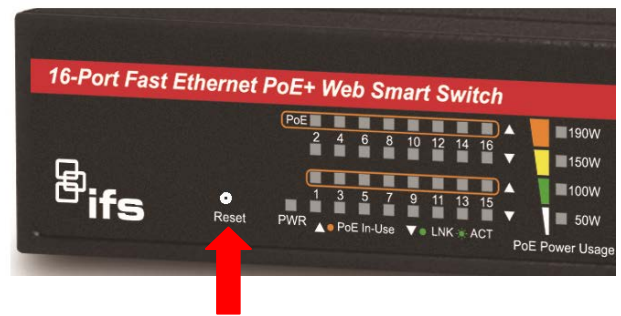 16-Port Fast Ethernet PoE+ Web Smart Switch
PoE
2 4 6 8 10 12 14 16
190W
150W
100W
50W
ifs
Reset
1 3 5 7 9 11 13 15
PWR
▲ ● PoE In-Use ▼ ● LNK ACT
PoE Power Usage